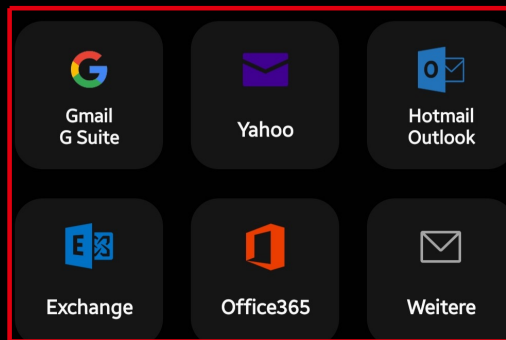 Gmail
G Suite
Yahoo
Hotmail
Outlook
Exchange
Office365
Weitere